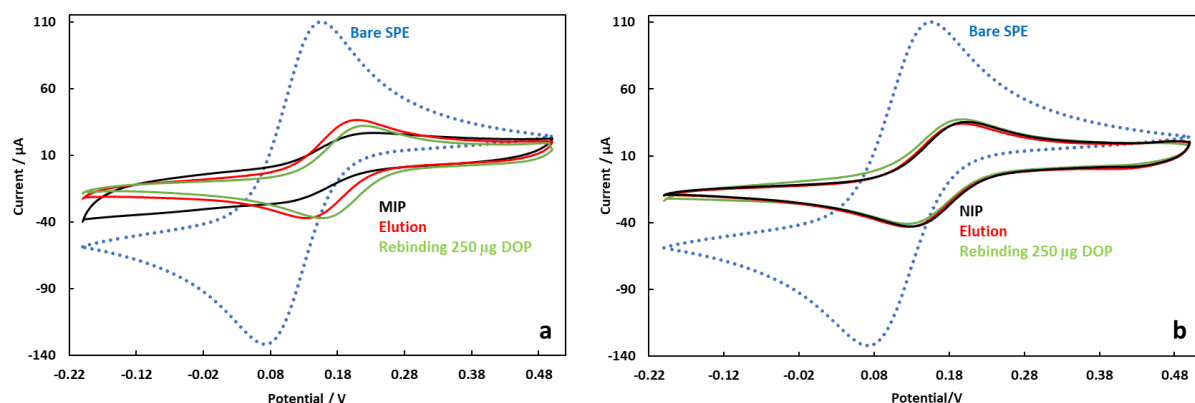 110
60
10
-40
-90
-140
Current / µA
Bare SPE
MIP
Elution
Rebinding 250 µg DOP
a
-0.22
-0.12
-0.02
0.08
0.18
0.28
0.38
0.48
Potential / V
110
60
10
-40
-90
-140
Current / µA
Bare SPE
NIP
Elution
Rebinding 250 µg DOP
b
-0.22
-0.12
-0.02
0.08
0.18
0.28
0.38
0.48
Potential/V